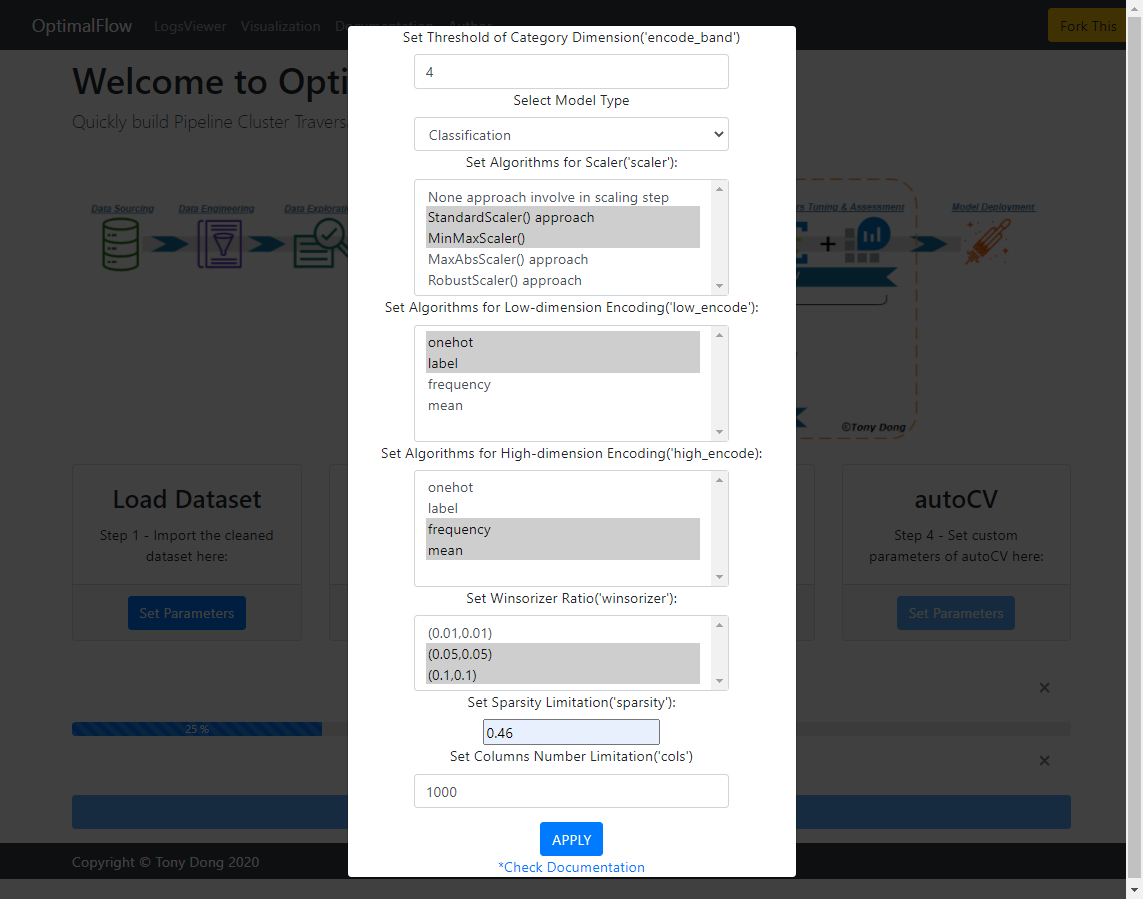 OptimalFlow LogsViewer Visualization Documentation Author Fork This
Welcome to Opti
Quickly build Pipeline Cluster Travers
Data Sourcing Data Engineering Data Exploratio
rs Tuning & Assessment Model Deployment
©Tony Dong
Load Dataset
Step 1 - Import the cleaned
dataset here:
Set Parameters
autoCV
Step 4 - Set custom
parameters of autoCV here:
Set Parameters
×
25 %
×
Copyright © Tony Dong 2020
Set Threshold of Category Dimension('encode_band')
4
Select Model Type
Classification
Set Algorithms for Scaler('scaler'):
None approach involve in scaling step
StandardScaler() approach
MinMaxScaler()
MaxAbsScaler() approach
RobustScaler() approach
Set Algorithms for Low-dimension Encoding('low_encode'):
onehot
label
frequency
mean
Set Algorithms for High-dimension Encoding('high_encode):
onehot
label
frequency
mean
Set Winsorizer Ratio('winsorizer'):
(0.01,0.01)
(0.05,0.05)
(0.1,0.1)
Set Sparsity Limitation('sparsity'):
0.46
Set Columns Number Limitation('cols')
1000
APPLY
*Check Documentation